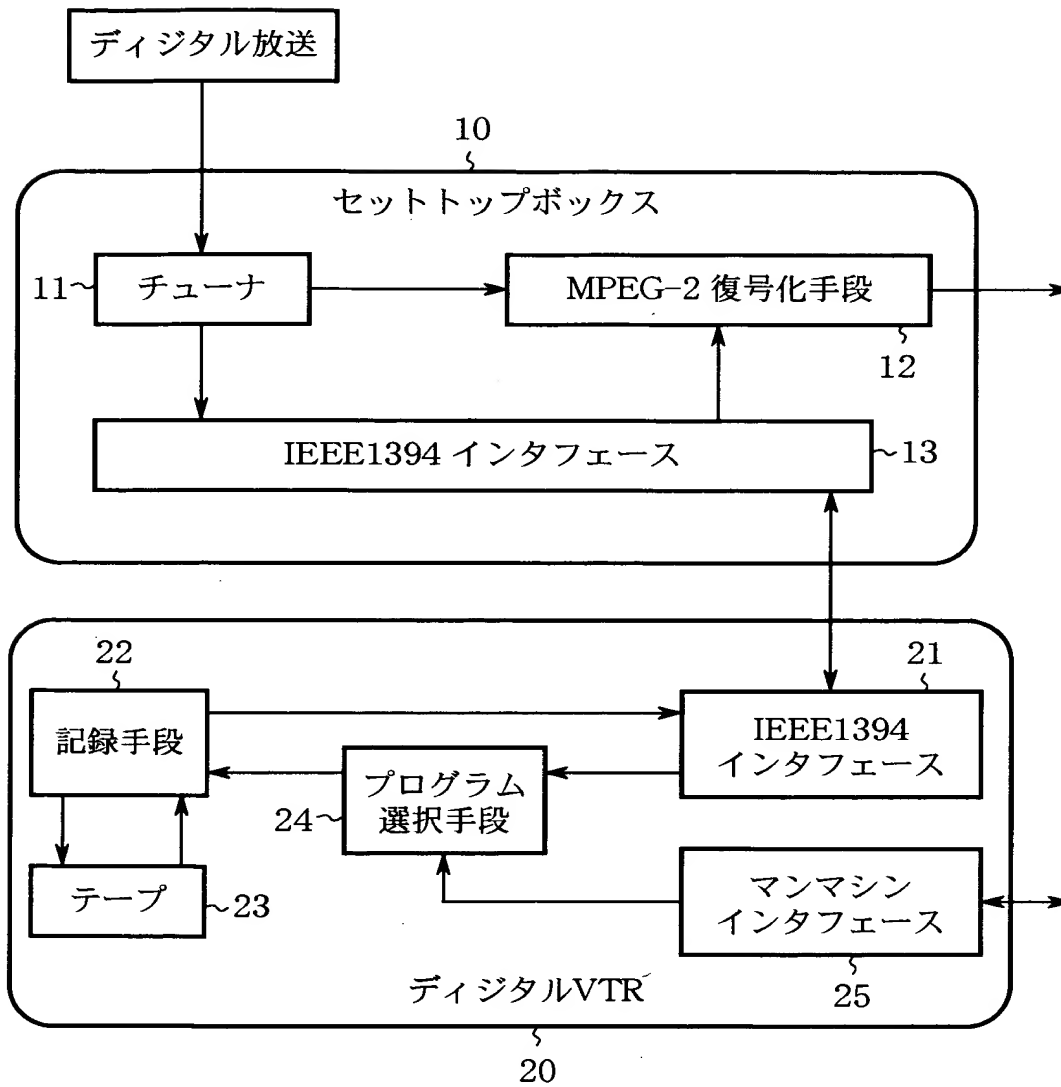 ディジタル放送
10
セットトップボックス
11
チューナ
MPEG-2 復号化手段
12
IEEE1394 インタフェース
13
22
21
記録手段
IEEE1394
インタフェース
プログラム
選択手段
24
テープ
23
マンマシン
インタフェース
25
ディジタルVTR
20